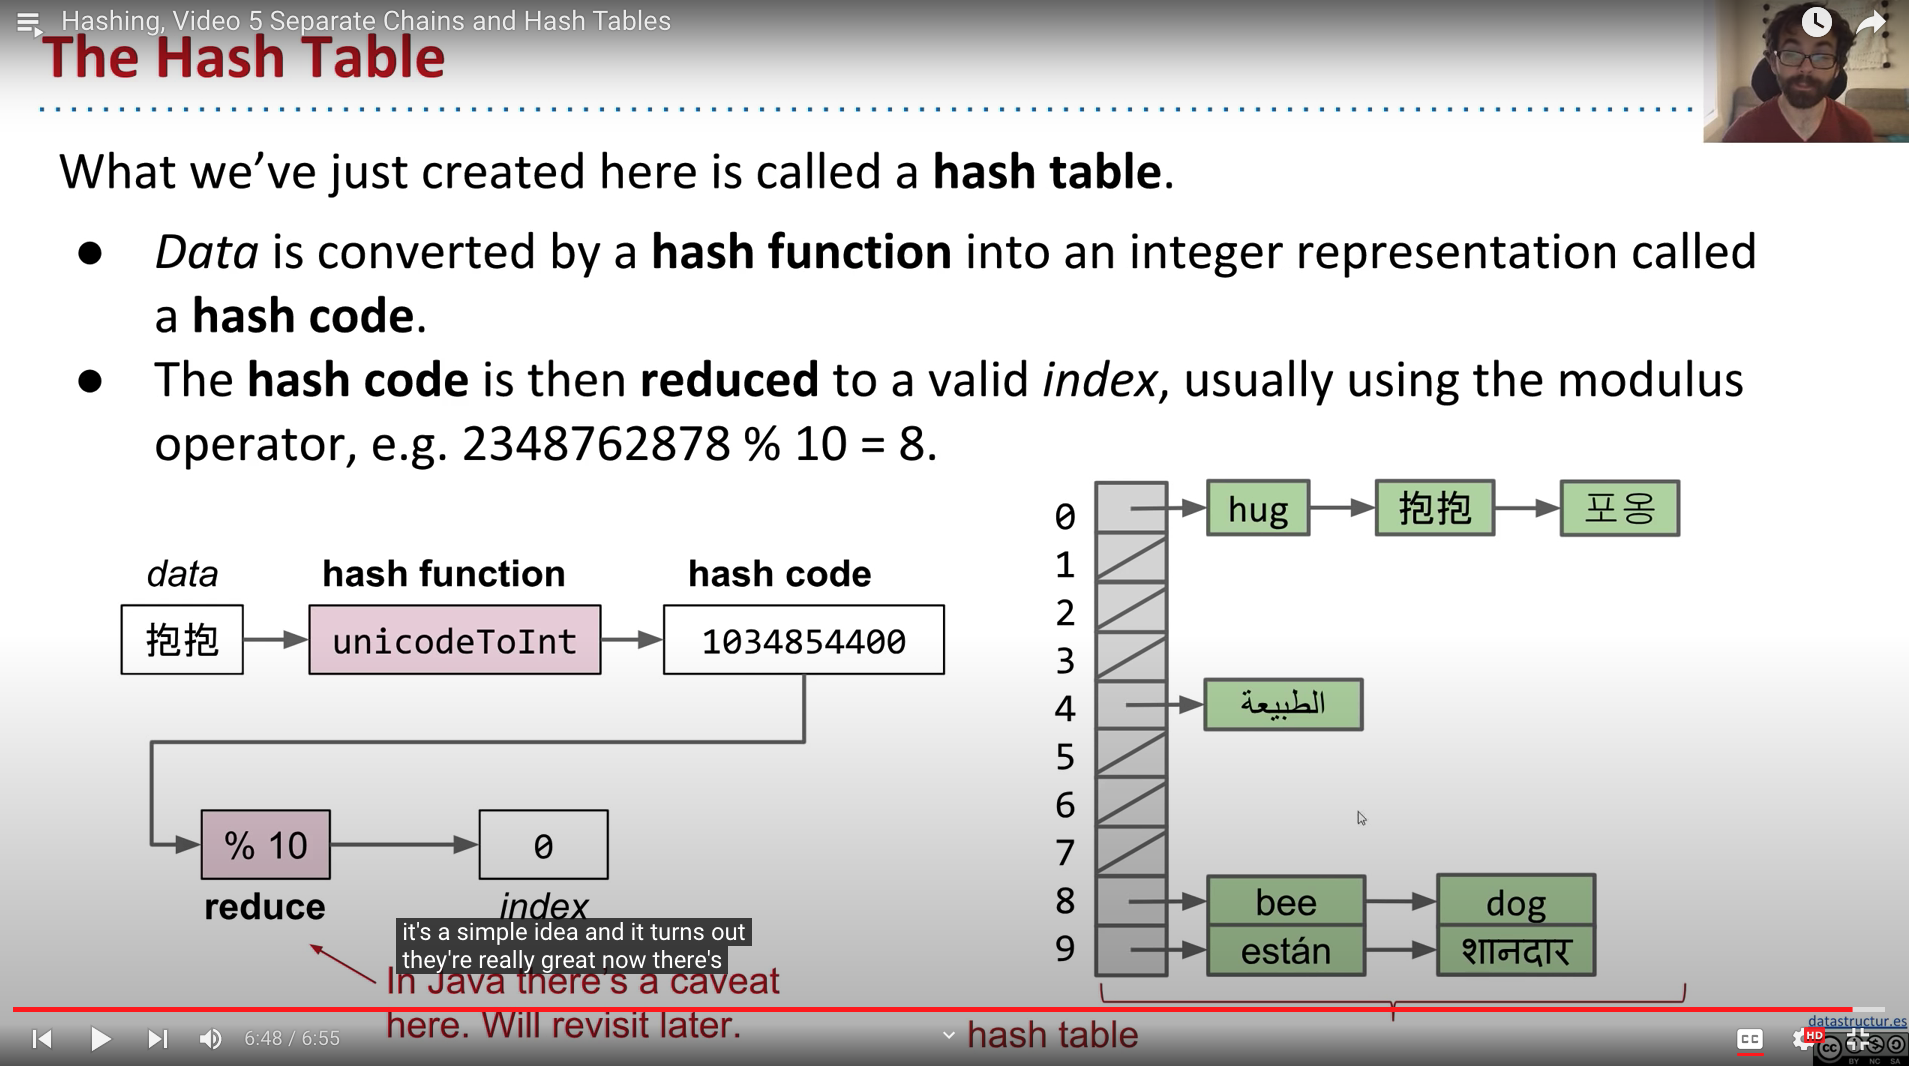 Hashing, Video 5 Separate Chains and Hash Tables
The Hash Table
What we’ve just created here is called a hash table.
● Data is converted by a hash function into an integer representation called
a hash code.
● The hash code is then reduced to a valid index, usually using the modulus
operator, e.g. 2348762878 % 10 = 8.
data hash function hash code
抱抱 unicodeToInt 1034854400
% 10 0
reduce index
it's a simple idea and it turns out
they're really great now there's
In Java there's a caveat
here. Will revisit later.
0 hug 抱抱 포옹
1
2
3
4 الطبيعة
5
6
7
8 bee dog
9 están शानदार
hash table
datastructur.es
6:48 / 6:55
CC
HD
cc
BY NC SA